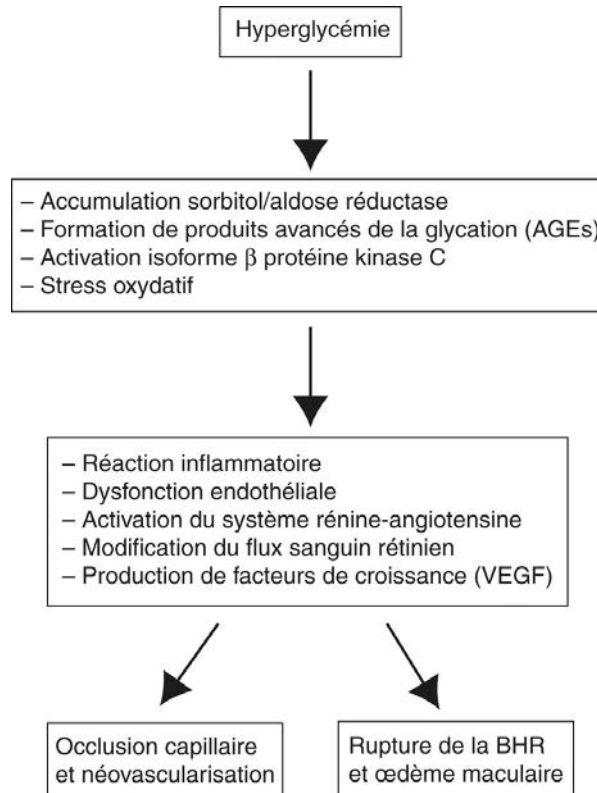 Hyperglycémie
– Accumulation sorbitol/aldose réductase
– Formation de produits avancés de la glycation (AGEs)
– Activation isoforme β protéine kinase C
– Stress oxydatif
– Réaction inflammatoire
– Dysfonction endothéliale
– Activation du système rénine-angiotensine
– Modification du flux sanguin rétinien
– Production de facteurs de croissance (VEGF)
Occlusion capillaire
et néovascularisation
Rupture de la BHR
et œdème maculaire